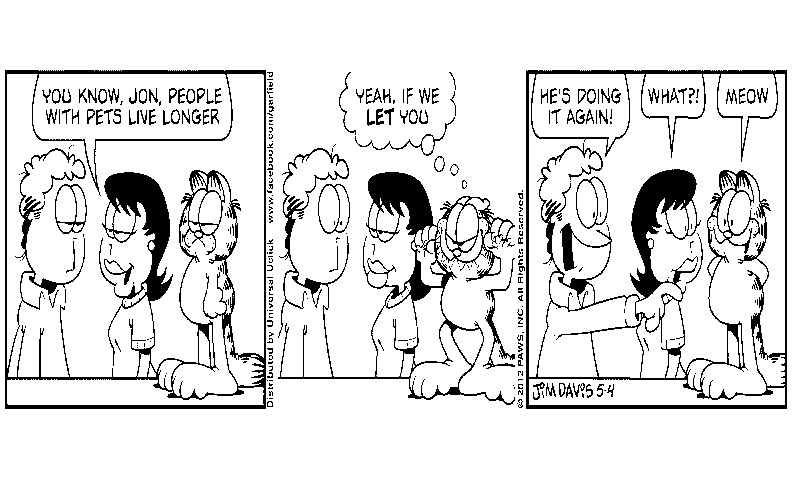 YOU KNOW, JON, PEOPLE
WITH PETS LIVE LONGER
Distributed by Universal Uclick www.facebook.com/garfield
YEAH, IF WE
LET YOU
© 2012 PAWS, INC. All Rights Reserved.
HE'S DOING
IT AGAIN!
WHAT?!
MEOW
JIM DAVIS 5-4